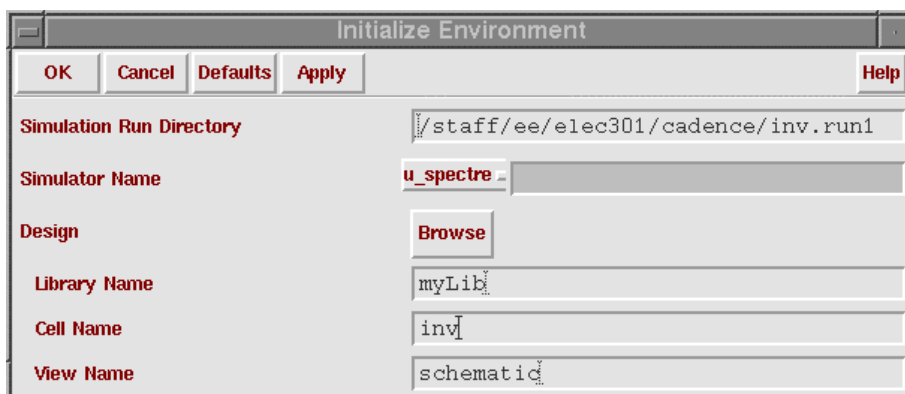 Initialize Environment
OK Cancel Defaults Apply Help
Simulation Run Directory /staff/ee/elec301/cadence/inv.run1
Simulator Name u_spectre
Design Browse
Library Name myLib
Cell Name inv
View Name schematic